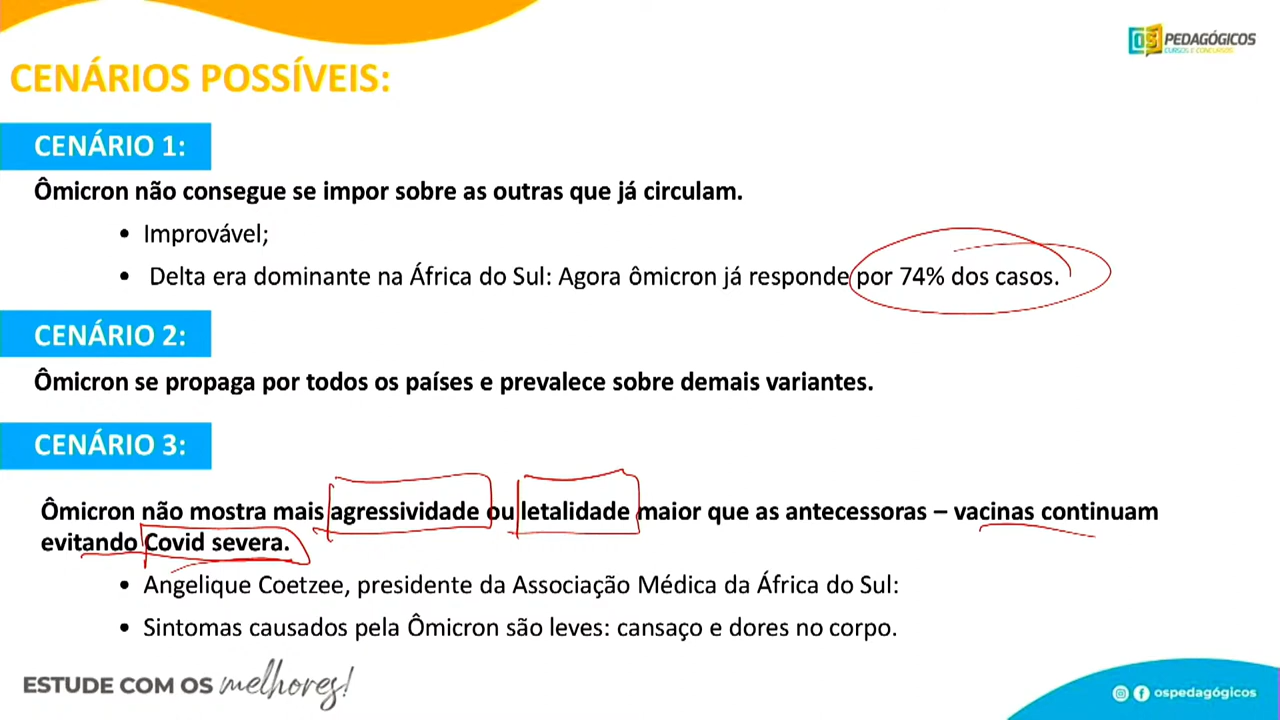 OS PEDAGÓGICOS
CURSOS E CONCURSOS
CENÁRIOS POSSÍVEIS:
CENÁRIO 1:
Ômicron não consegue se impor sobre as outras que já circulam.
• Improvável;
• Delta era dominante na África do Sul: Agora ômicron já responde por 74% dos casos.
CENÁRIO 2:
Ômicron se propaga por todos os países e prevalece sobre demais variantes.
CENÁRIO 3:
Ômicron não mostra mais agressividade ou letalidade maior que as antecessoras – vacinas continuam
evitando Covid severa.
• Angelique Coetzee, presidente da Associação Médica da África do Sul:
• Sintomas causados pela Ômicron são leves: cansaço e dores no corpo.
ESTUDE COM OS melhores!
ospedagógicos